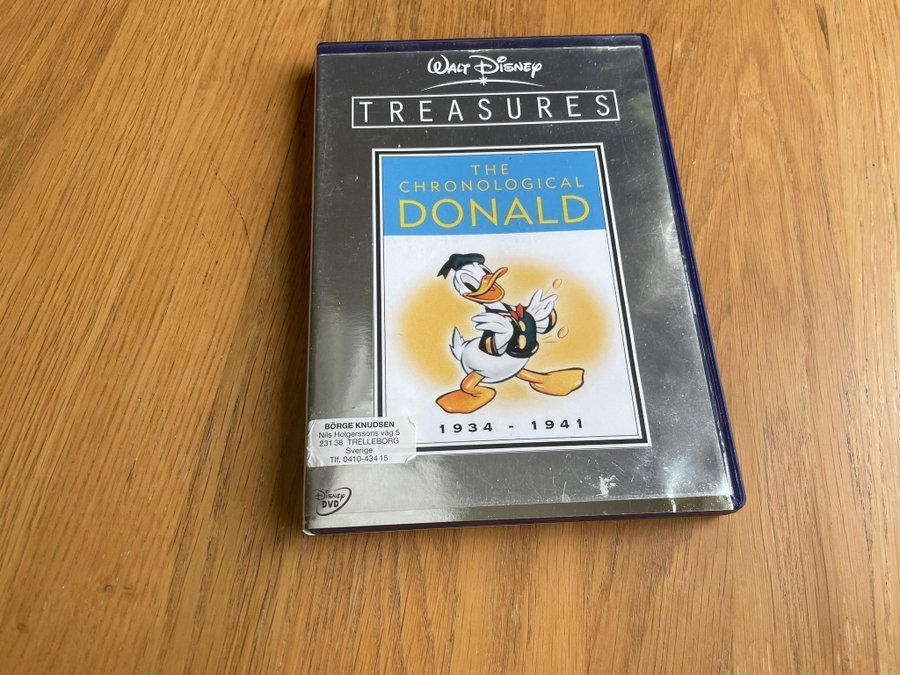 WALT DISNEY
TREASURES
THE
CHRONOLOGICAL
DONALD
1934 - 1941
BÖRGE KNUDSEN
Nils Holgerssons väg 5
231 38 TRELLEBORG
Sverige
Tlf. 0410-434 15
DISNEY
DVD